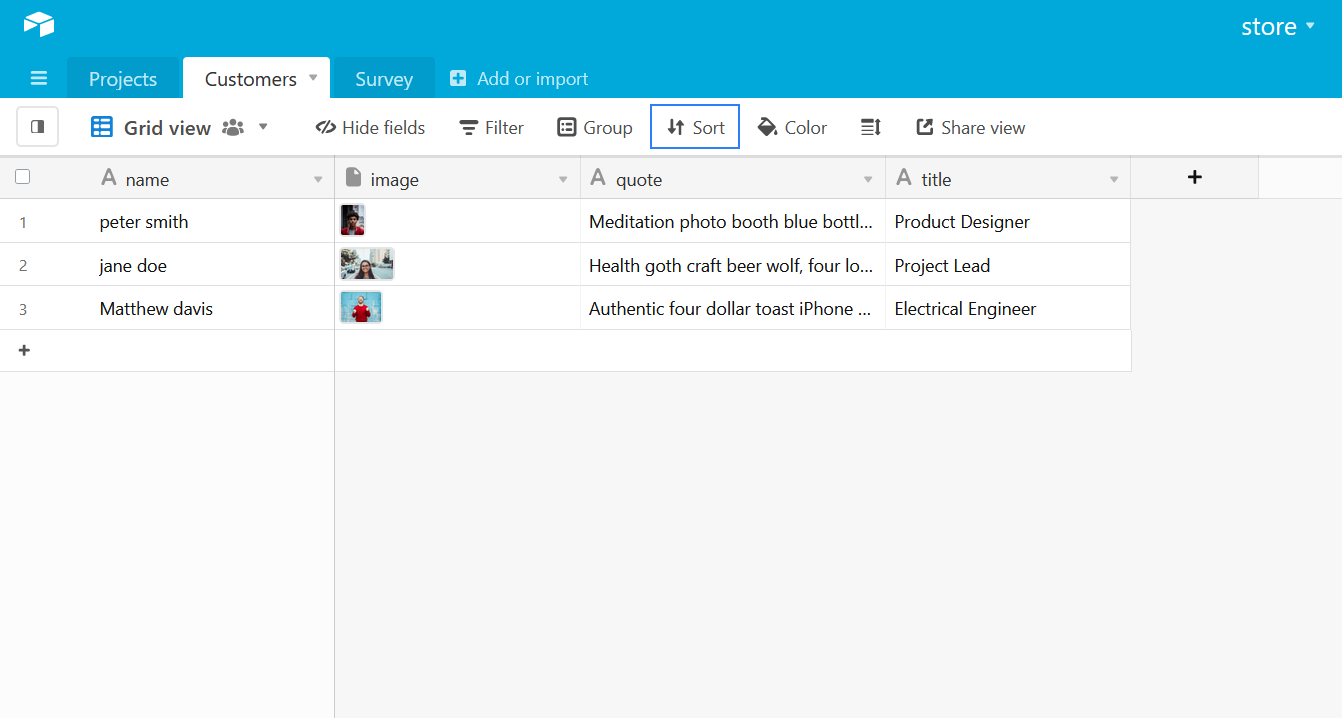 store
Projects Customers Survey Add or import
Grid view Hide fields Filter Group Sort Color Share view
name image quote title
1 peter smith Meditation photo booth blue bottl... Product Designer
2 jane doe Health goth craft beer wolf, four lo... Project Lead
3 Matthew davis Authentic four dollar toast iPhone ... Electrical Engineer